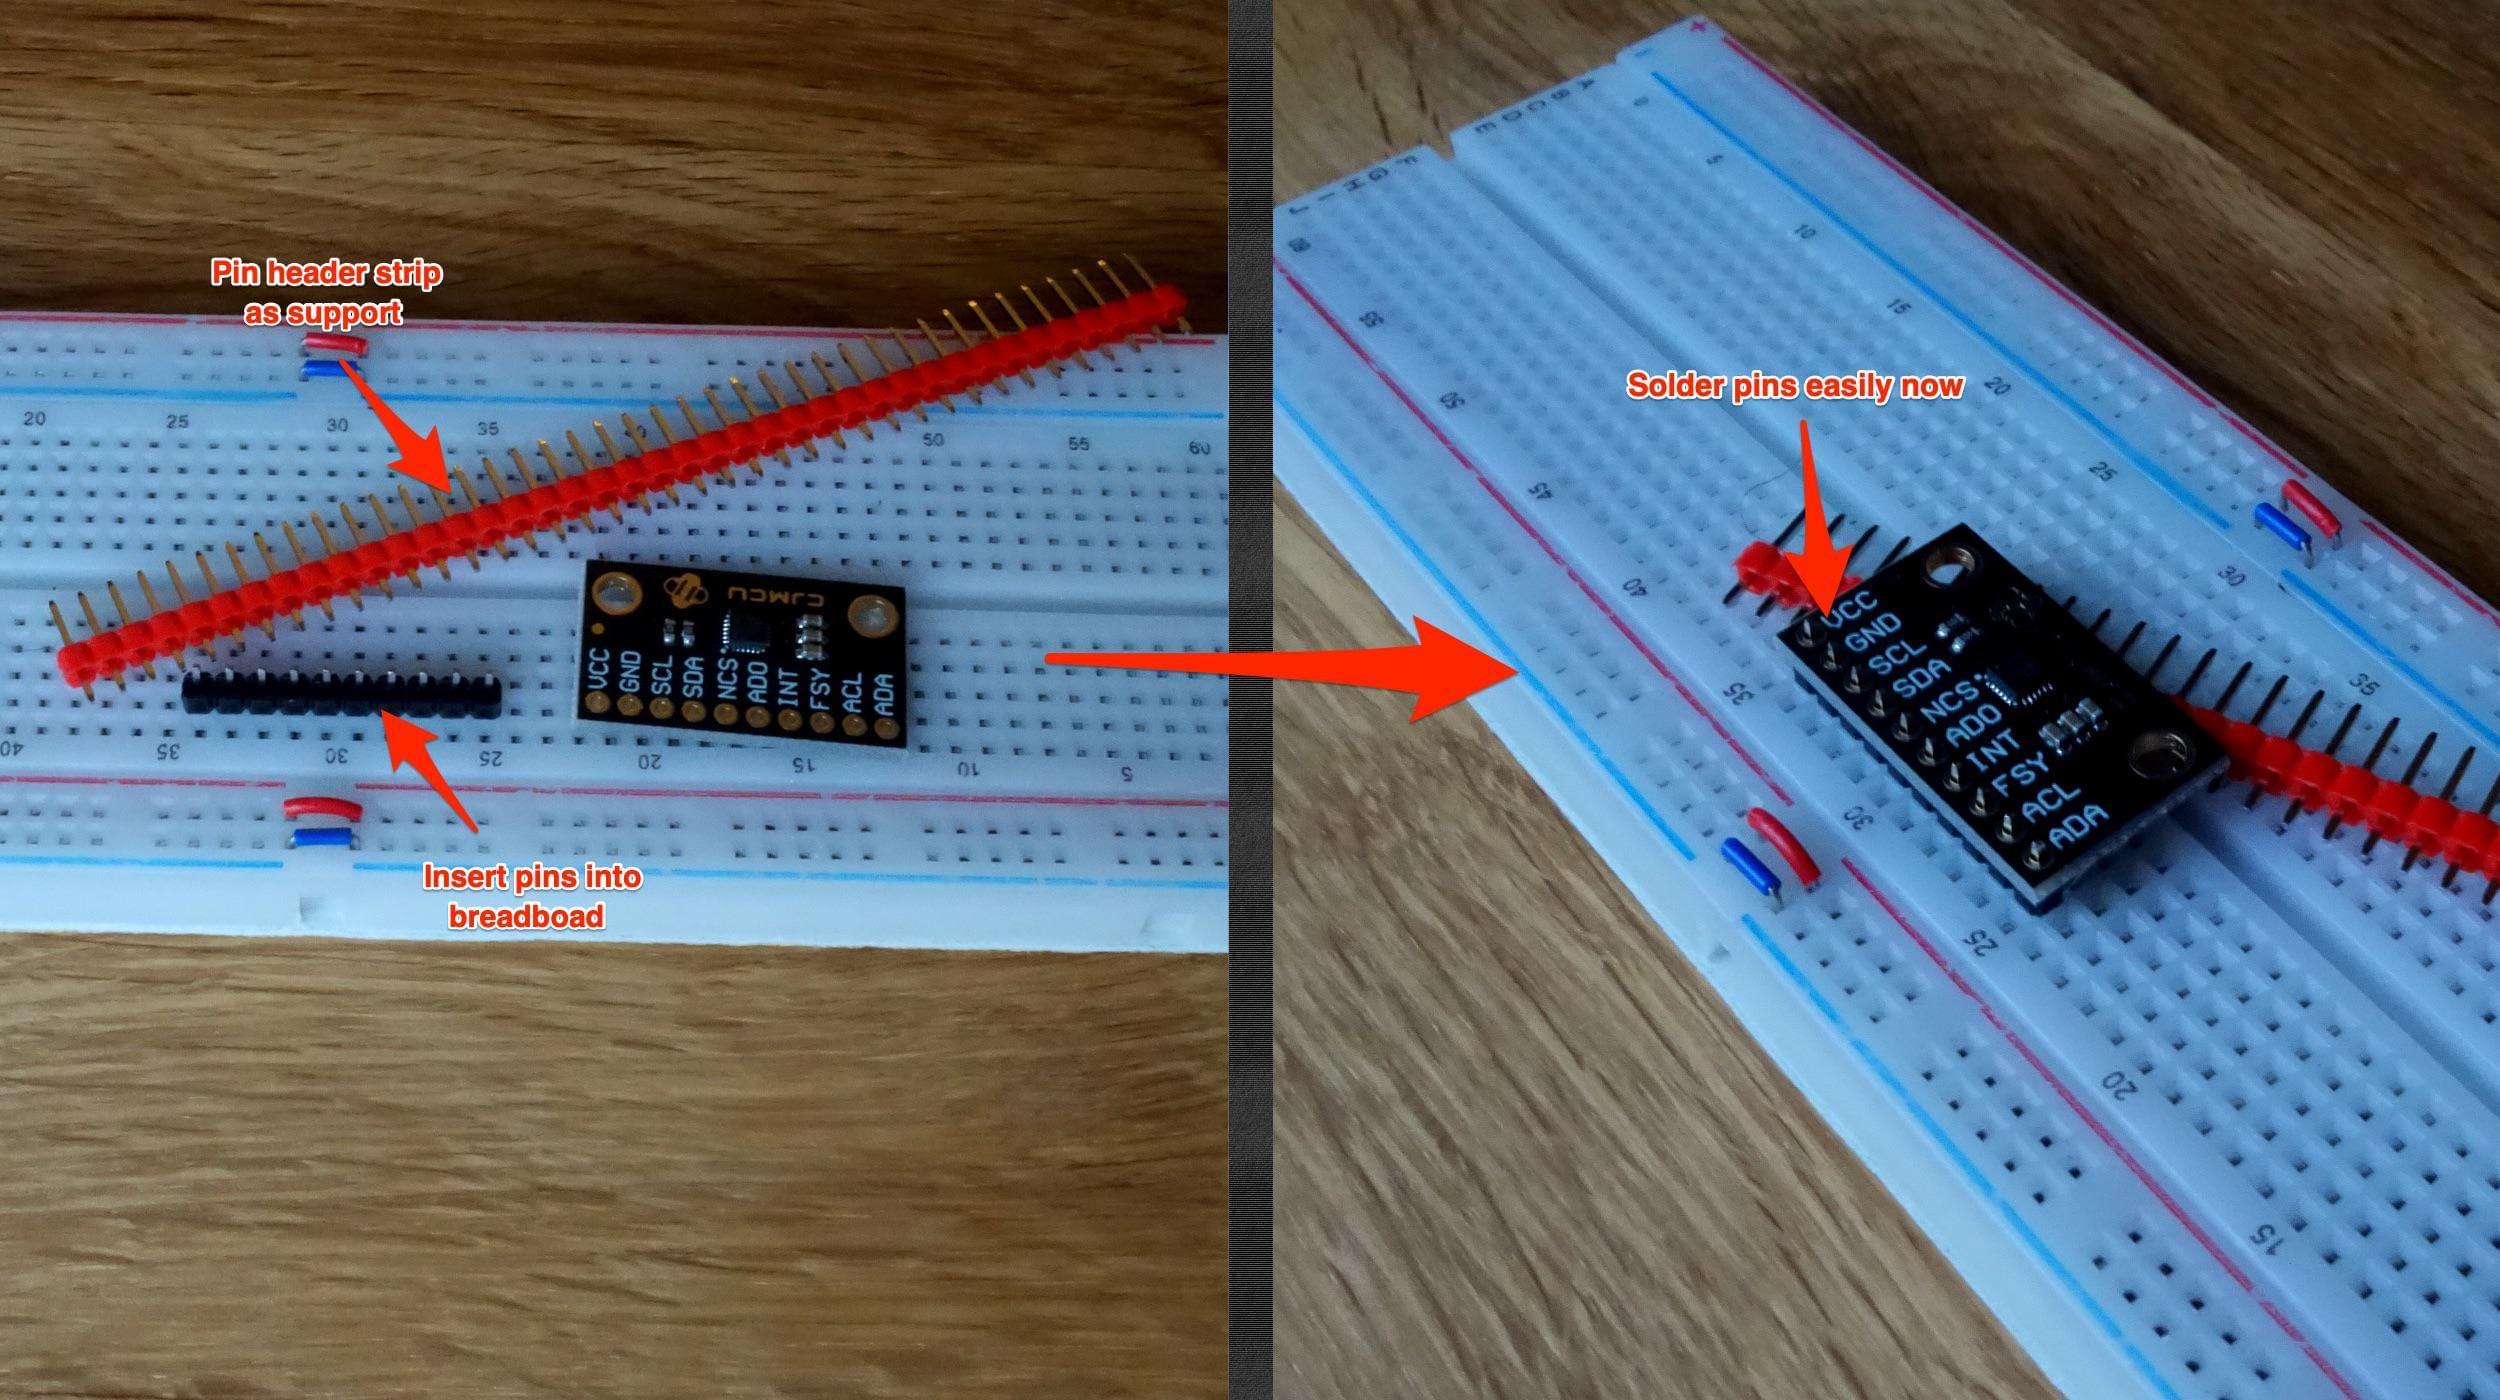 Pin header strip
as support
20 25 30 35 50 55 60
CJMCU
VCC GND SCL SDA NCS ADO INT FSY ACL ADA
40 35 30 25 20 15 10 5
Insert pins into
breadboad
+
-
A B C D E
F G H I J
5 10 15 20 25 30 35
55 50 45 40 35 30 25 20 15
Solder pins easily now
VCC
GND
SCL
SDA
NCS
ADO
INT
FSY
ACL
ADA